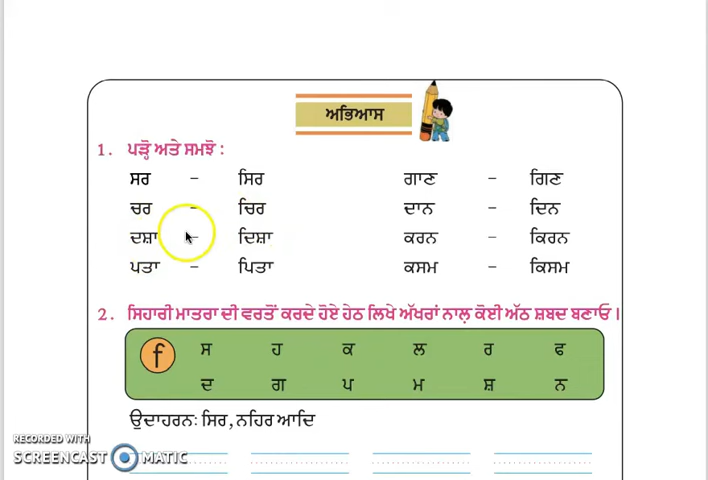 ਅਭਿਆਸ
1. ਪੜ੍ਹੋ ਅਤੇ ਸਮਝੋ :
ਸਰ - ਸਿਰ ਗਾਣ - ਗਿਣ
ਚਰ - ਚਿਰ ਦਾਨ - ਦਿਨ
ਦਸ਼ਾ - ਦਿਸ਼ਾ ਕਰਨ - ਕਿਰਨ
ਪਤਾ - ਪਿਤਾ ਕਸਮ - ਕਿਸਮ
2. ਸਿਹਾਰੀ ਮਾਤਰਾ ਦੀ ਵਰਤੋਂ ਕਰਦੇ ਹੋਏ ਹੇਠ ਲਿਖੇ ਅੱਖਰਾਂ ਨਾਲ਼ ਕੋਈ ਅੱਠ ਸ਼ਬਦ ਬਣਾਓ।
ਿ ਸ ਹ ਕ ਲ ਰ ਫ
ਦ ਗ ਪ ਮ ਸ਼ ਨ
ਉਦਾਹਰਨ: ਸਿਰ, ਨਹਿਰ ਆਦਿ
RECORDED WITH
SCREENCAST MATIC